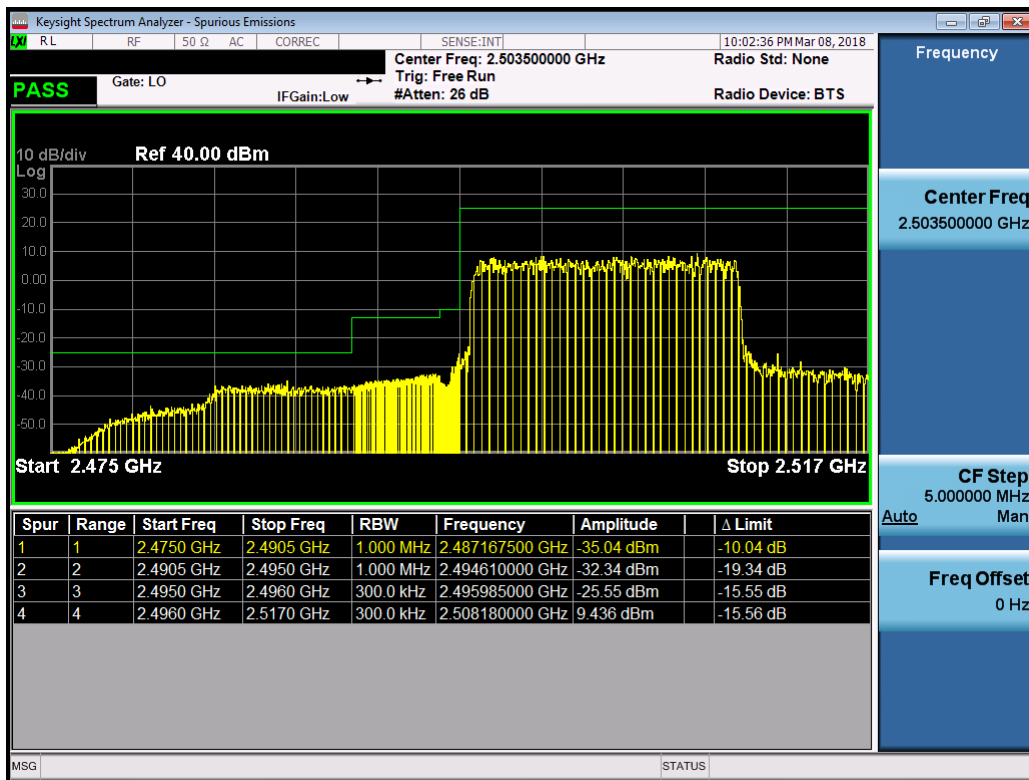 Keysight Spectrum Analyzer - Spurious Emissions
LXI RL RF 50 Ω AC CORREC SENSE:INT 10:02:36 PM Mar 08, 2018
Center Freq: 2.503500000 GHz Radio Std: None
Gate: LO Trig: Free Run
PASS IFGain:Low #Atten: 26 dB Radio Device: BTS
10 dB/div Ref 40.00 dBm
Log
30.0
20.0
10.0
0.00
-10.0
-20.0
-30.0
-40.0
-50.0
Start 2.475 GHz Stop 2.517 GHz
Spur Range Start Freq Stop Freq RBW Frequency Amplitude Δ Limit
1 1 2.4750 GHz 2.4905 GHz 1.000 MHz 2.487167500 GHz -35.04 dBm -10.04 dB
2 2 2.4905 GHz 2.4950 GHz 1.000 MHz 2.494610000 GHz -32.34 dBm -19.34 dB
3 3 2.4950 GHz 2.4960 GHz 300.0 kHz 2.495985000 GHz -25.55 dBm -15.55 dB
4 4 2.4960 GHz 2.5170 GHz 300.0 kHz 2.508180000 GHz 9.436 dBm -15.56 dB
Frequency
Center Freq
2.503500000 GHz
CF Step
5.000000 MHz
Auto Man
Freq Offset
0 Hz
MSG STATUS